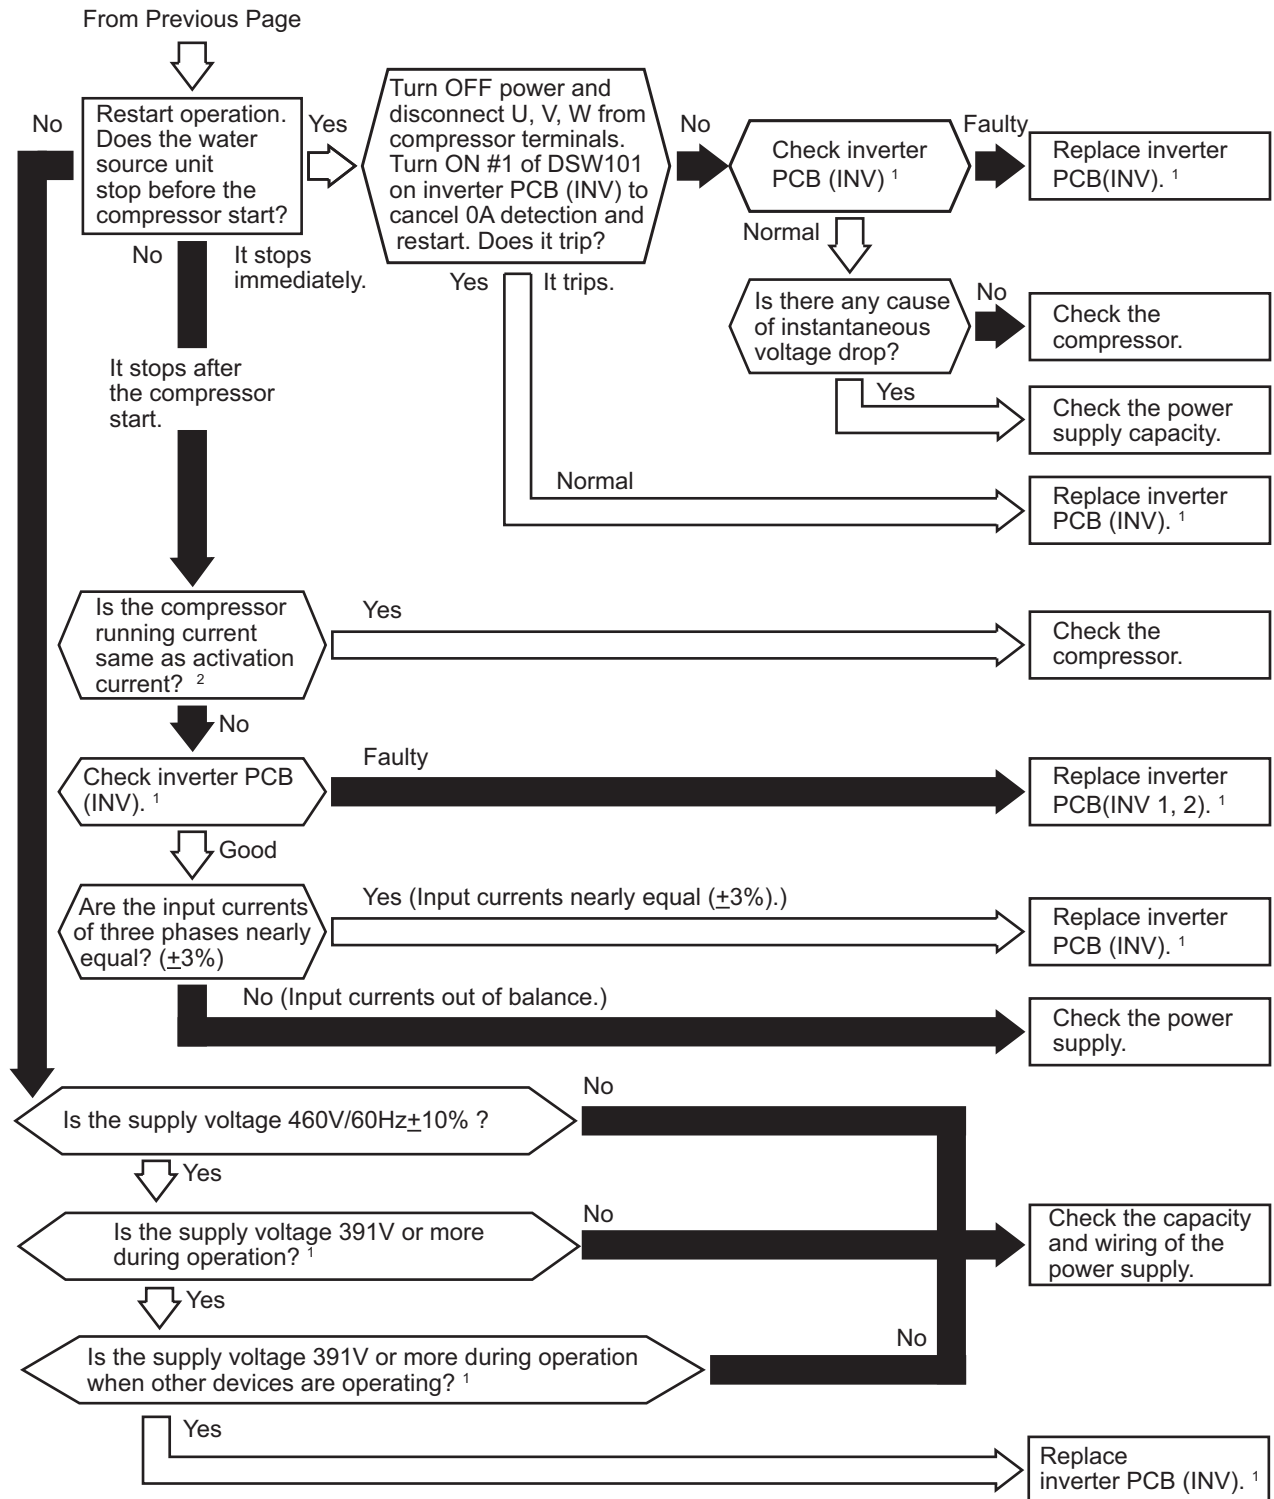 From Previous Page
No
Restart operation.
Does the water
source unit
stop before the
compressor start?
Yes
Turn OFF power and
disconnect U, V, W from
compressor terminals.
Turn ON #1 of DSW101
on inverter PCB (INV) to
cancel 0A detection and
restart. Does it trip?
No
Check inverter
PCB (INV) 1
Faulty
Replace inverter
PCB(INV). 1
No
It stops
immediately.
Yes
It trips.
Normal
Is there any cause
of instantaneous
voltage drop?
No
Check the
compressor.
It stops after
the compressor
start.
Yes
Check the power
supply capacity.
Normal
Replace inverter
PCB (INV). 1
Is the compressor
running current
same as activation
current? 2
Yes
Check the
compressor.
No
Check inverter PCB
(INV). 1
Faulty
Replace inverter
PCB(INV 1, 2). 1
Good
Are the input currents
of three phases nearly
equal? (±3%)
Yes (Input currents nearly equal (±3%).)
Replace inverter
PCB (INV). 1
No (Input currents out of balance.)
Check the power
supply.
Is the supply voltage 460V/60Hz±10% ?
No
Yes
Is the supply voltage 391V or more
during operation? 1
No
Check the capacity
and wiring of the
power supply.
Yes
Is the supply voltage 391V or more during operation
when other devices are operating? 1
No
Yes
Replace
inverter PCB (INV). 1